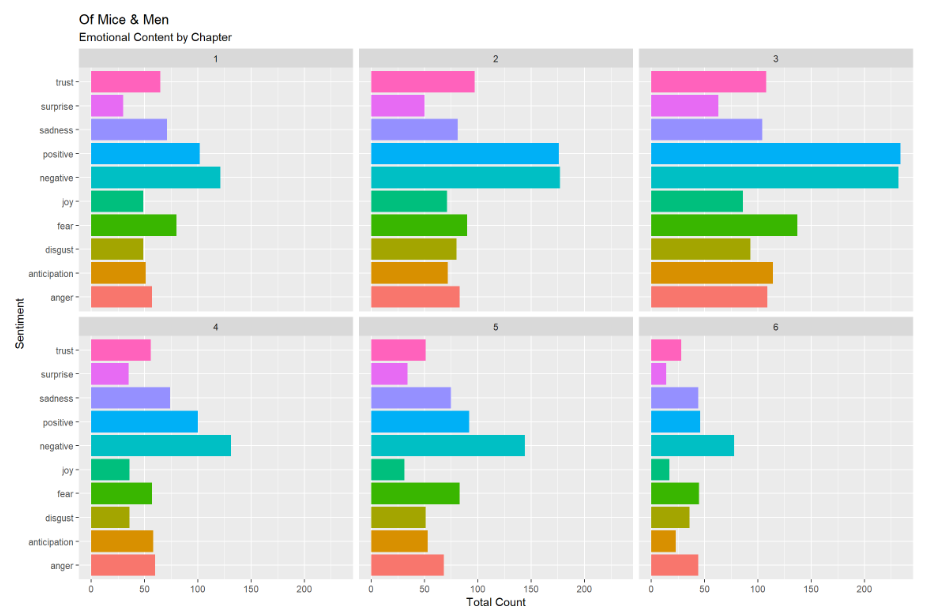 Of Mice & Men
Emotional Content by Chapter
1
2
3
trust
surprise
sadness
positive
negative
joy
fear
disgust
anticipation
anger
Sentiment
4
5
6
trust
surprise
sadness
positive
negative
joy
fear
disgust
anticipation
anger
0 50 100 150 200
0 50 100 150 200
0 50 100 150 200
Total Count